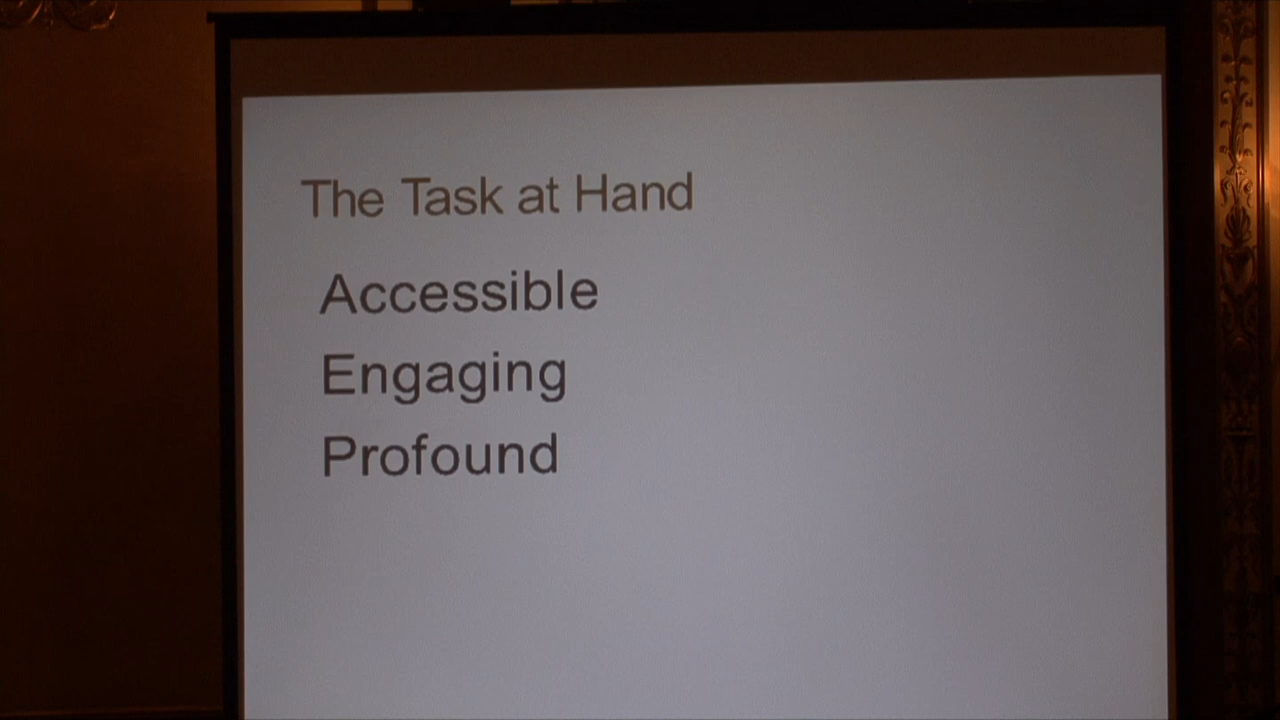 The Task at Hand
Accessible
Engaging
Profound